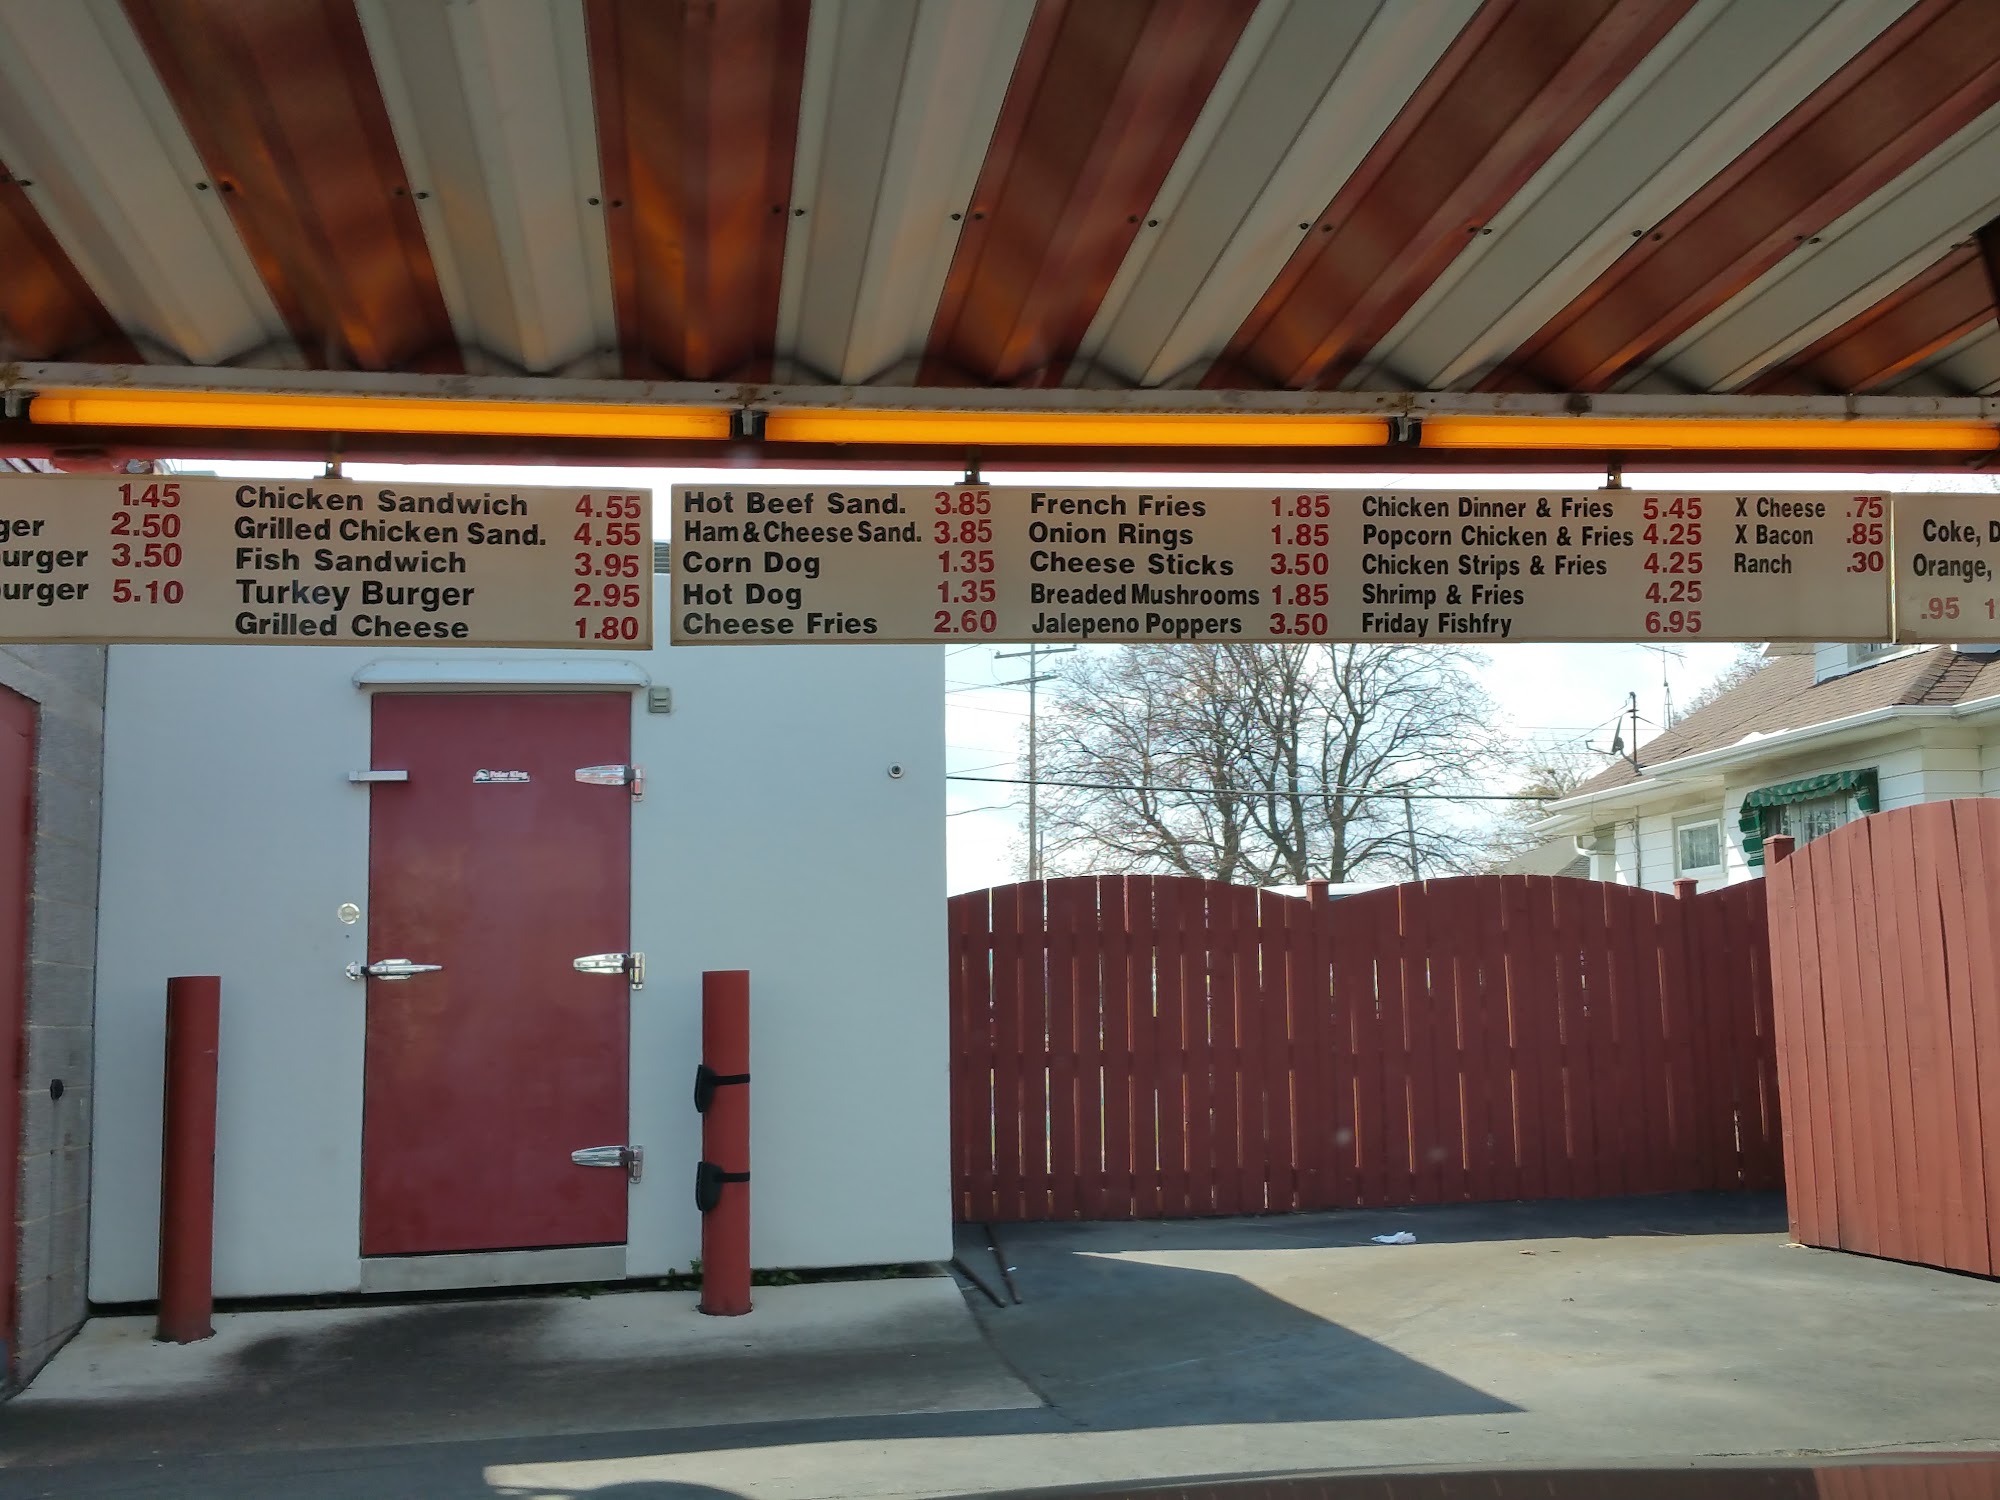 1.45
ger 2.50
burger 3.50
burger 5.10
Chicken Sandwich 4.55
Grilled Chicken Sand. 4.55
Fish Sandwich 3.95
Turkey Burger 2.95
Grilled Cheese 1.80
Hot Beef Sand. 3.85
Ham & Cheese Sand. 3.85
Corn Dog 1.35
Hot Dog 1.35
Cheese Fries 2.60
French Fries 1.85
Onion Rings 1.85
Cheese Sticks 3.50
Breaded Mushrooms 1.85
Jalepeno Poppers 3.50
Chicken Dinner & Fries 5.45
Popcorn Chicken & Fries 4.25
Chicken Strips & Fries 4.25
Shrimp & Fries 4.25
Friday Fishfry 6.95
X Cheese .75
X Bacon .85
Ranch .30
Coke, D
Orange,
.95 1
Polar King